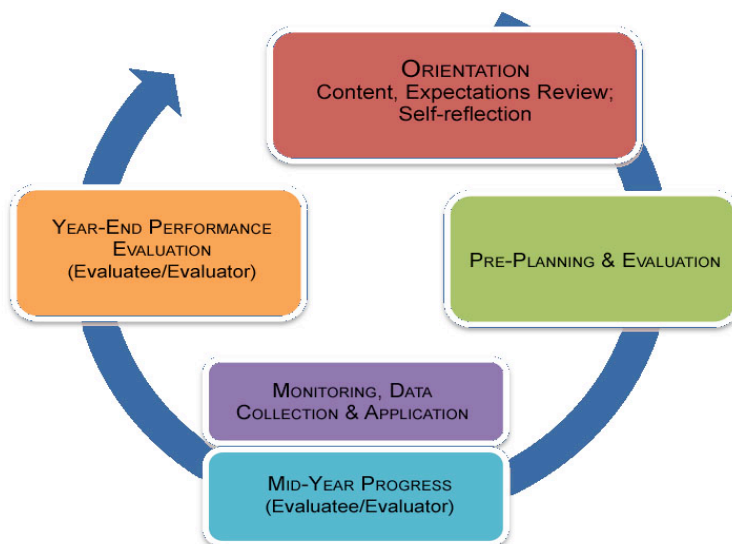 ORIENTATION
Content, Expectations Review;
Self-reflection
PRE-PLANNING & EVALUATION
MONITORING, DATA
COLLECTION & APPLICATION
MID-YEAR PROGRESS
(Evaluatee/Evaluator)
YEAR-END PERFORMANCE
EVALUATION
(Evaluatee/Evaluator)